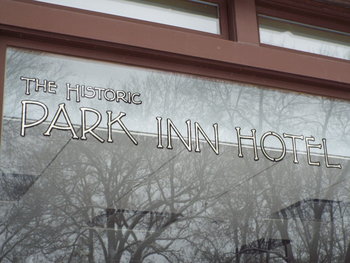 The Historic
Park Inn Hotel